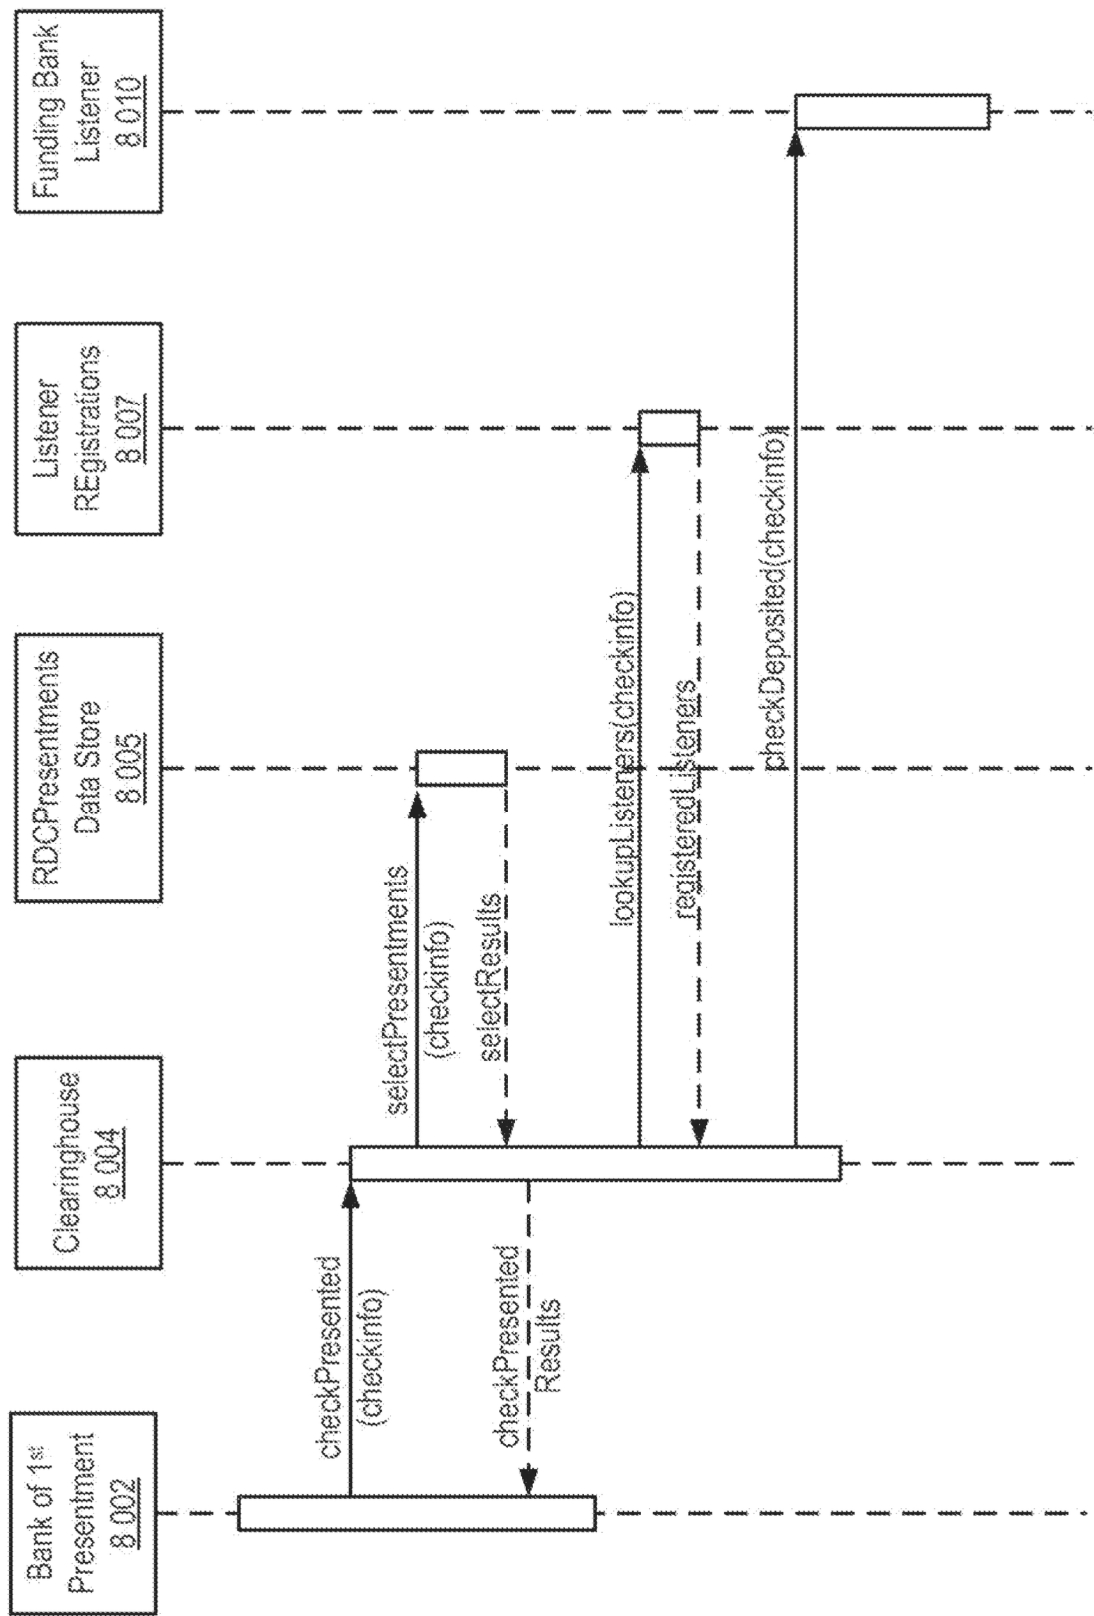 Bank of 1st
Presentment
8 002
Clearinghouse
8 004
RDCPresentments
Data Store
8 005
Listener
REgistrations
8 007
Funding Bank
Listener
8 010
checkPresented
(checkinfo)
selectPresentments
(checkinfo)
selectResults
checkPresented
Results
lookupListeners(checkinfo)
registeredListeners
checkDeposited(checkinfo)